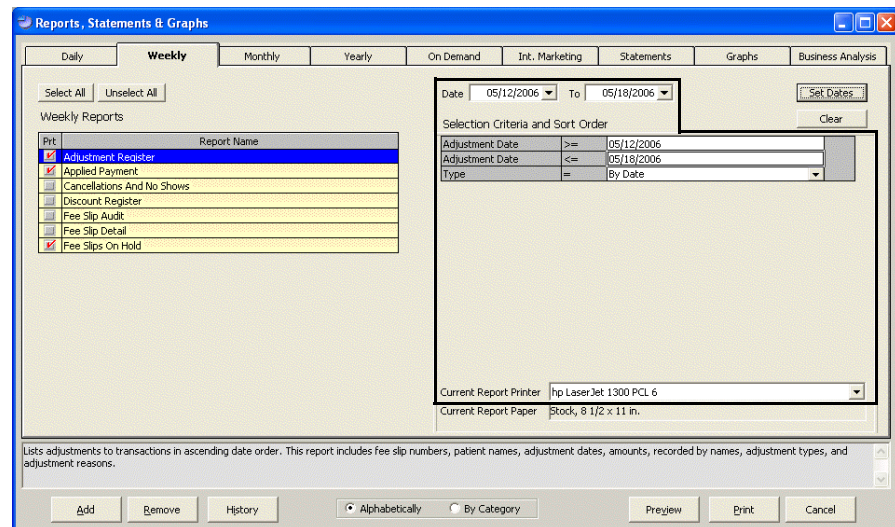 Reports, Statements & Graphs
Daily Weekly Monthly Yearly On Demand Int. Marketing Statements Graphs Business Analysis
Select All Unselect All
Date 05/12/2006 To 05/18/2006 Set Dates
Clear
Weekly Reports
Selection Criteria and Sort Order
Prt Report Name
Adjustment Register
Applied Payment
Cancellations And No Shows
Discount Register
Fee Slip Audit
Fee Slip Detail
Fee Slips On Hold
Adjustment Date >= 05/12/2006
Adjustment Date <= 05/18/2006
Type = By Date
Current Report Printer hp LaserJet 1300 PCL 6
Current Report Paper Stock, 8 1/2 x 11 in.
Lists adjustments to transactions in ascending date order. This report includes fee slip numbers, patient names, adjustment dates, amounts, recorded by names, adjustment types, and
adjustment reasons.
Add Remove History Alphabetically By Category Preview Print Cancel